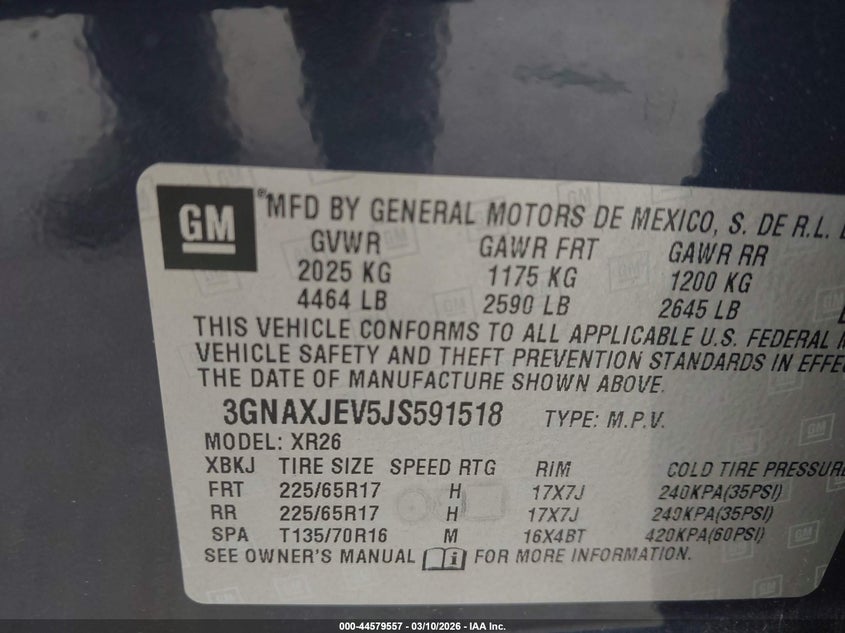 GM
®MFD BY GENERAL MOTORS DE MEXICO, S. DE R.L.
GVWR GAWR FRT GAWR RR
2025 KG 1175 KG 1200 KG
4464 LB 2590 LB 2645 LB
THIS VEHICLE CONFORMS TO ALL APPLICABLE U.S. FEDERAL
VEHICLE SAFETY AND THEFT PREVENTION STANDARDS IN EFFE
THE DATE OF MANUFACTURE SHOWN ABOVE.
3GNAXJEV5JS591518 TYPE: M.P.V.
MODEL: XR26
XBKJ TIRE SIZE SPEED RTG RIM COLD TIRE PRESSURE
FRT 225/65R17 H 17X7J 240KPA(35PSI)
RR 225/65R17 H 17X7J 240KPA(35PSI)
SPA T135/70R16 M 16X4BT 420KPA(60PSI)
SEE OWNER'S MANUAL FOR MORE INFORMATION.
000-44579557 — 03/10/2026 — IAA Inc.